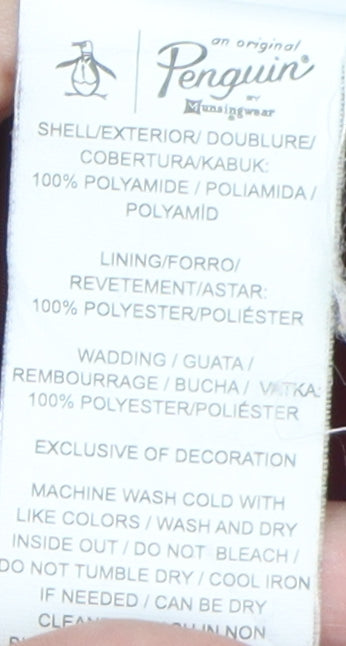 an original
Penguin®
BY
Munsingwear
SHELL/EXTERIOR/ DOUBLURE/
COBERTURA/KABUK:
100% POLYAMIDE / POLIAMIDA /
POLYAMİD
LINING/FORRO/
REVETEMENT/ASTAR:
100% POLYESTER/POLIÉSTER
WADDING / GUATA /
REMBOURRAGE / BUCHA / VATKA:
100% POLYESTER/POLIÉSTER
EXCLUSIVE OF DECORATION
MACHINE WASH COLD WITH
LIKE COLORS / WASH AND DRY
INSIDE OUT / DO NOT BLEACH /
DO NOT TUMBLE DRY / COOL IRON
IF NEEDED / CAN BE DRY
IN NON